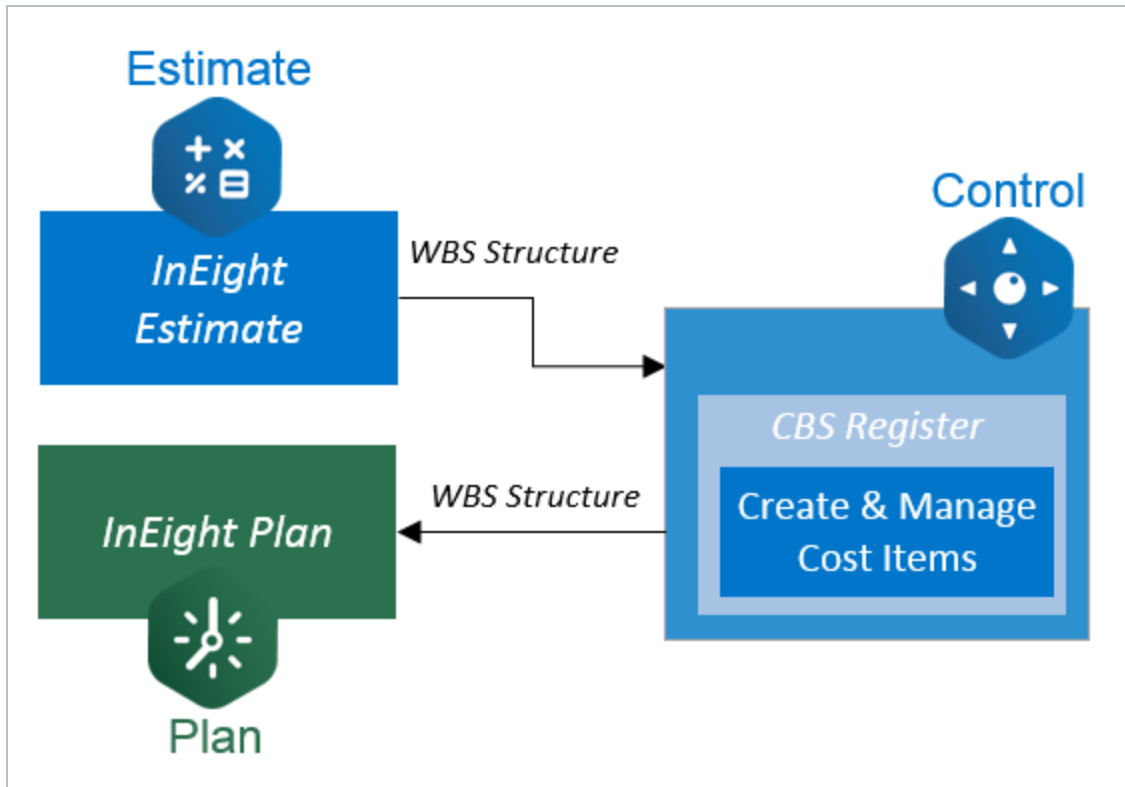 Estimate
InEight
Estimate
WBS Structure
Control
CBS Register
Create & Manage
Cost Items
WBS Structure
InEight Plan
Plan